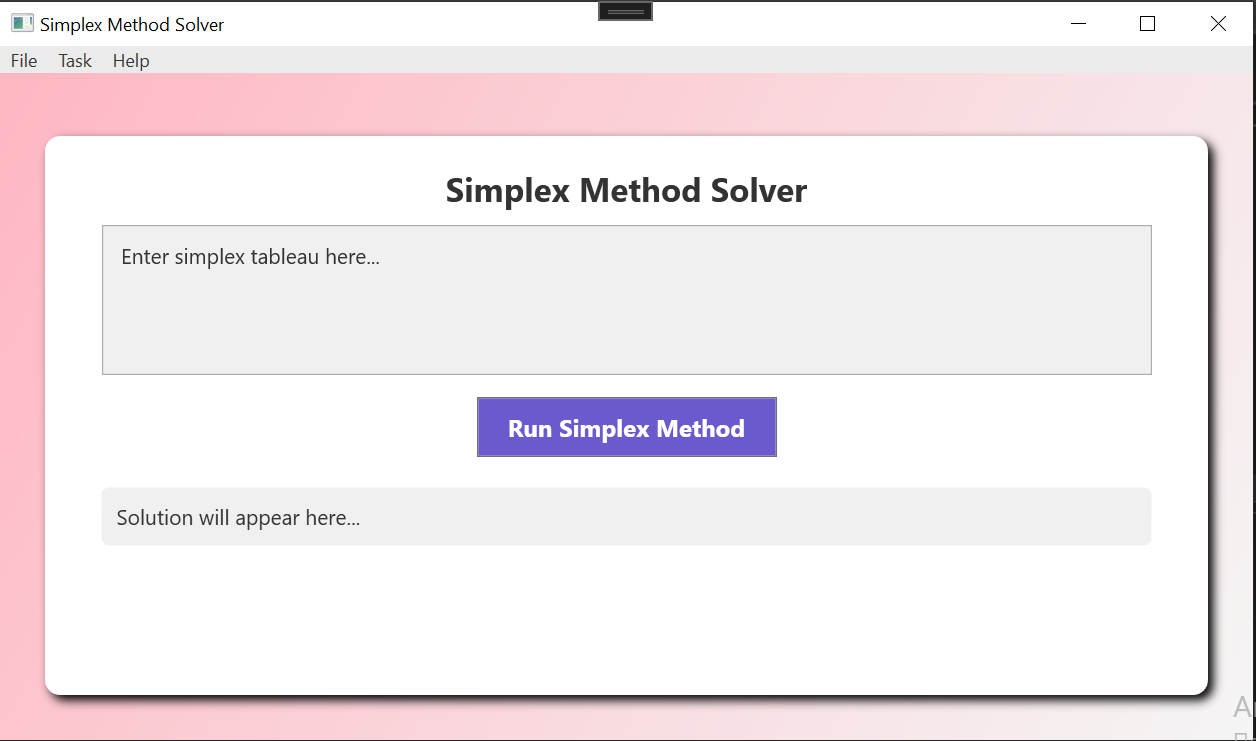 Simplex Method Solver
File Task Help
Simplex Method Solver
Enter simplex tableau here...
Run Simplex Method
Solution will appear here...